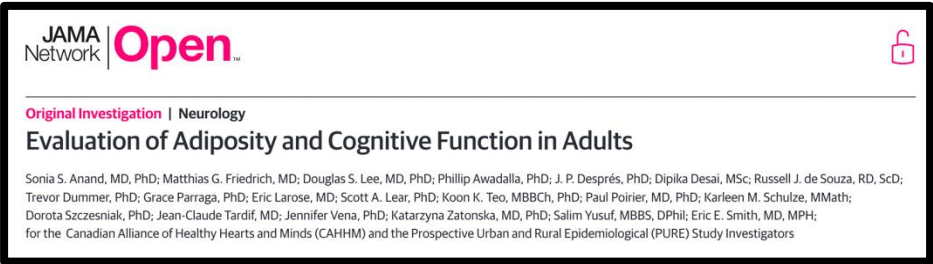 JAMA
Network Open™
Original Investigation | Neurology
Evaluation of Adiposity and Cognitive Function in Adults
Sonia S. Anand, MD, PhD; Matthias G. Friedrich, MD; Douglas S. Lee, MD, PhD; Phillip Awadalla, PhD; J. P. Després, PhD; Dipika Desai, MSc; Russell J. de Souza, RD, ScD;
Trevor Dummer, PhD; Grace Parraga, PhD; Eric Larose, MD; Scott A. Lear, PhD; Koon K. Teo, MBBCh, PhD; Paul Poirier, MD, PhD; Karleen M. Schulze, MMath;
Dorota Szczesniak, PhD; Jean-Claude Tardif, MD; Jennifer Vena, PhD; Katarzyna Zatonska, MD, PhD; Salim Yusuf, MBBS, DPhil; Eric E. Smith, MD, MPH;
for the Canadian Alliance of Healthy Hearts and Minds (CAHHM) and the Prospective Urban and Rural Epidemiological (PURE) Study Investigators